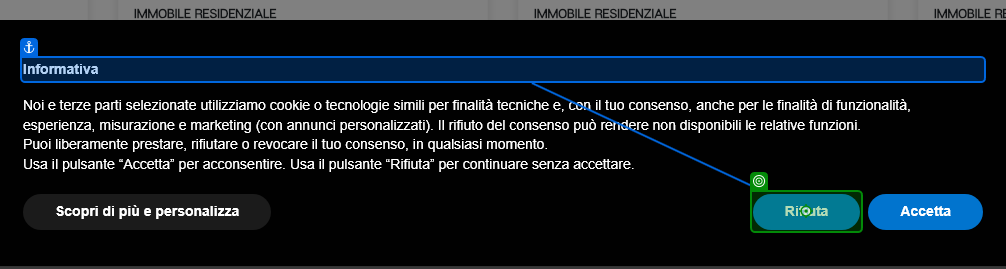 IMMOBILE RESIDENZIALE
IMMOBILE RESIDENZIALE
IMMOBILE RE
Informativa
Noi e terze parti selezionate utilizziamo cookie o tecnologie simili per finalità tecniche e, con il tuo consenso, anche per le finalità di funzionalità,
esperienza, misurazione e marketing (con annunci personalizzati). Il rifiuto del consenso può rendere non disponibili le relative funzioni.
Puoi liberamente prestare, rifiutare o revocare il tuo consenso, in qualsiasi momento.
Usa il pulsante “Accetta” per acconsentire. Usa il pulsante “Rifiuta” per continuare senza accettare.
Scopri di più e personalizza
Rifiuta
Accetta